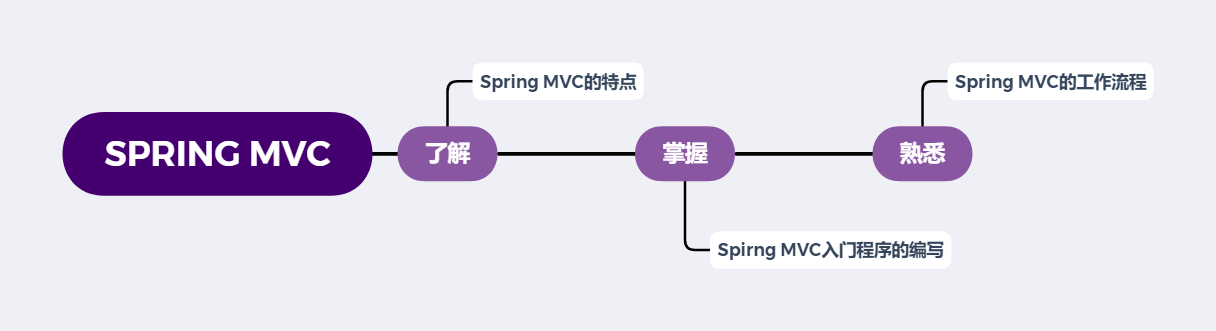 SPRING MVC
了解
Spring MVC的特点
掌握
Spirng MVC入门程序的编写
熟悉
Spring MVC的工作流程